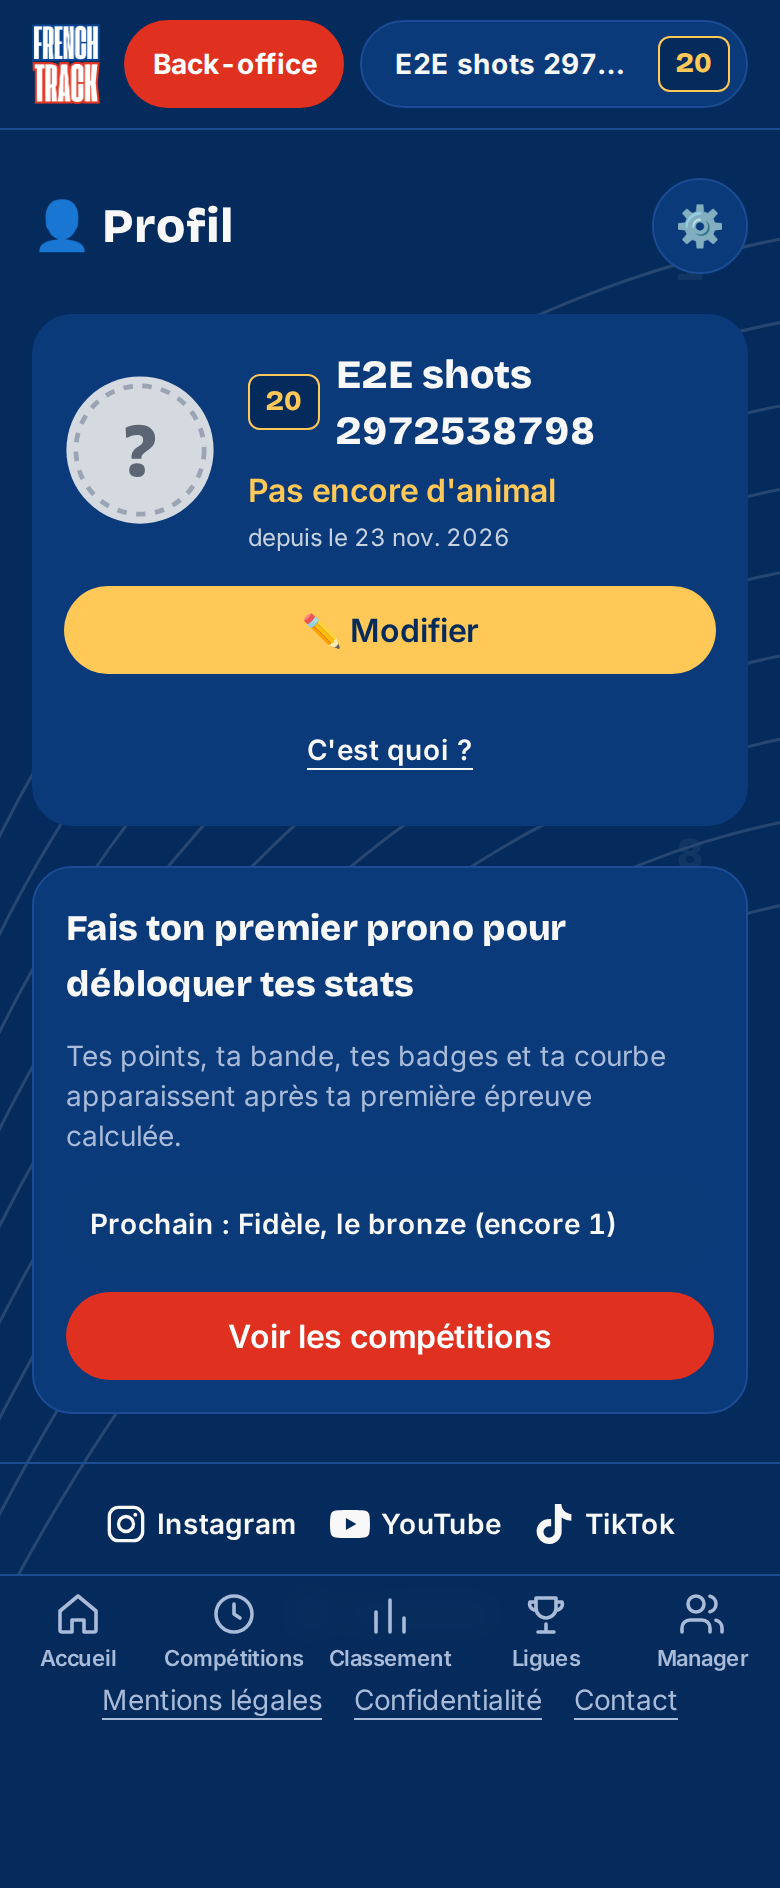 FRENCH
TRACK
Back-office
E2E shots 297...
20
👤 Profil
⚙️
?
20
E2E shots
2972538798
Pas encore d'animal
depuis le 23 nov. 2026
✏️ Modifier
C'est quoi ?
8
Fais ton premier prono pour
débloquer tes stats
Tes points, ta bande, tes badges et ta courbe
apparaissent après ta première épreuve
calculée.
Prochain : Fidèle, le bronze (encore 1)
Voir les compétitions
Instagram
YouTube
TikTok
Accueil
Compétitions
Classement
Ligues
Manager
Mentions légales
Confidentialité
Contact